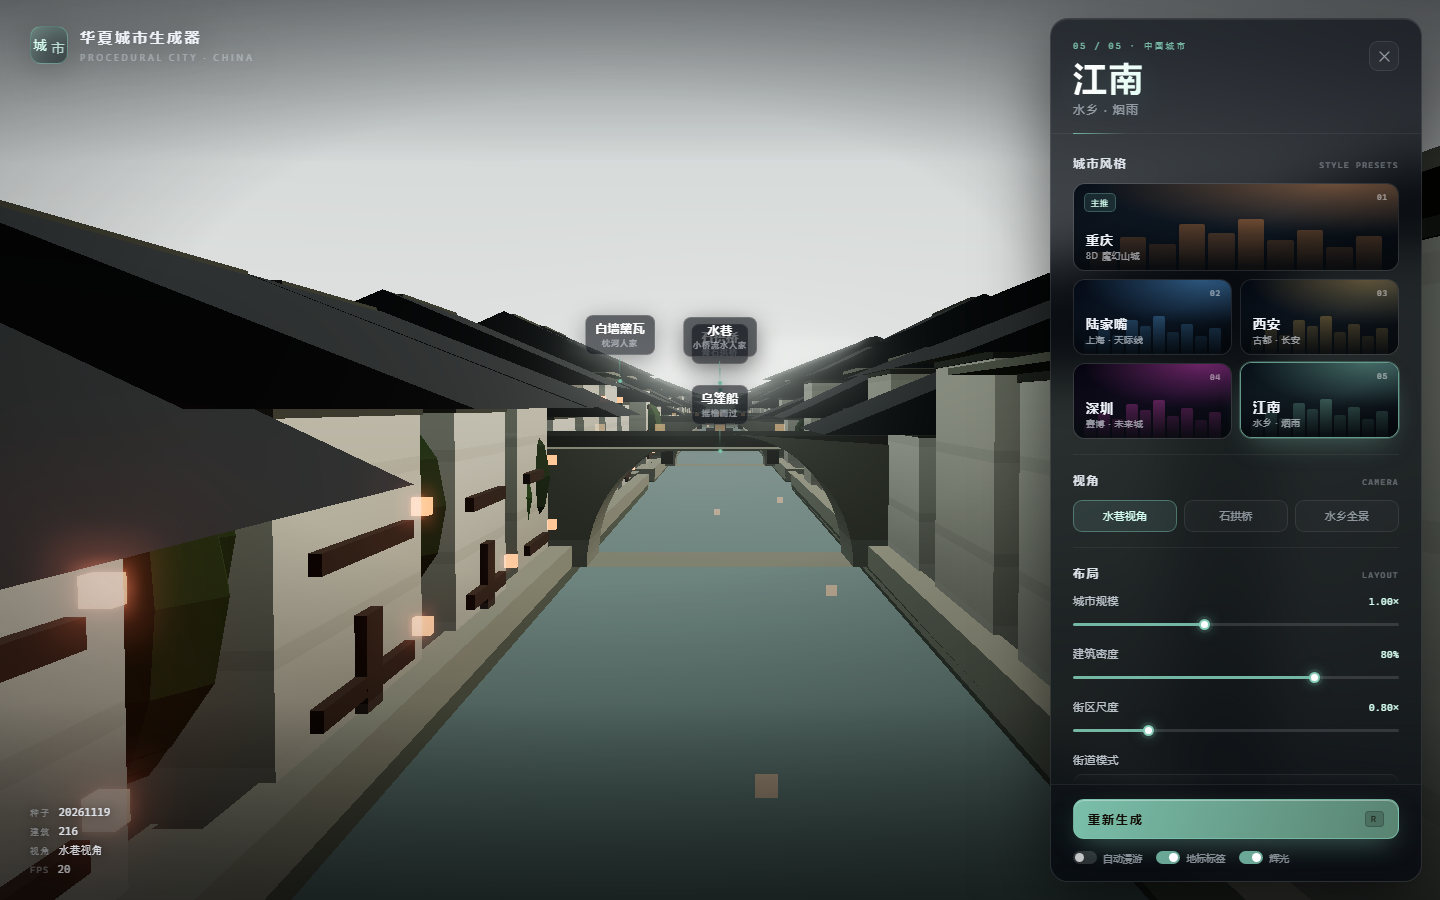 城市
华夏城市生成器
PROCEDURAL CITY · CHINA
白墙黛瓦
枕河人家
水巷
小桥流水人家
乌篷船
摇橹而过
种子 20261119
建筑 216
视角 水巷视角
FPS 20
05 / 05 · 中国城市
江南
水乡 · 烟雨
城市风格 STYLE PRESETS
主推 01
重庆
8D 魔幻山城
02
陆家嘴
上海 · 天际线
03
西安
古都 · 长安
04
深圳
赛博 · 未来城
05
江南
水乡 · 烟雨
视角 CAMERA
水巷视角 石拱桥 水乡全景
布局 LAYOUT
城市规模 1.00×
建筑密度 80%
街区尺度 0.80×
街道模式
重新生成 R
自动漫游 地标标签 辉光